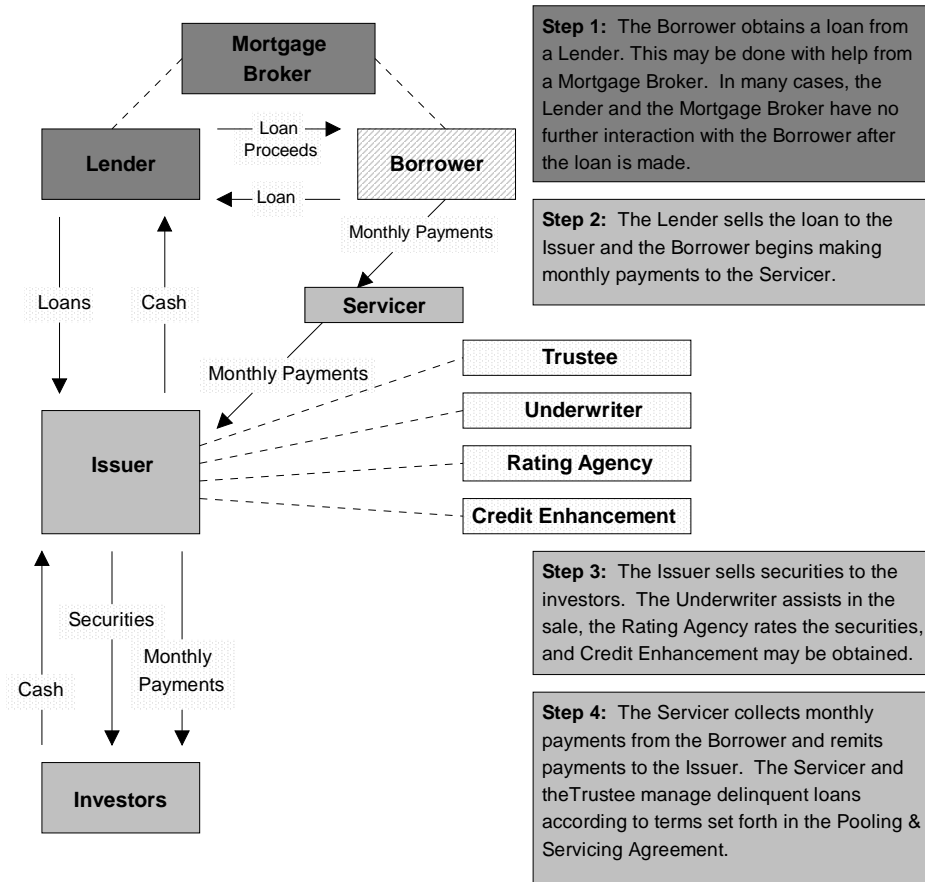 Mortgage
Broker
Lender
Loan
Proceeds
Borrower
Loan
Monthly Payments
Loans
Cash
Servicer
Monthly Payments
Trustee
Underwriter
Rating Agency
Credit Enhancement
Issuer
Securities
Monthly
Payments
Cash
Investors
Step 1: The Borrower obtains a loan from
a Lender. This may be done with help from
a Mortgage Broker. In many cases, the
Lender and the Mortgage Broker have no
further interaction with the Borrower after
the loan is made.
Step 2: The Lender sells the loan to the
Issuer and the Borrower begins making
monthly payments to the Servicer.
Step 3: The Issuer sells securities to the
investors. The Underwriter assists in the
sale, the Rating Agency rates the securities,
and Credit Enhancement may be obtained.
Step 4: The Servicer collects monthly
payments from the Borrower and remits
payments to the Issuer. The Servicer and
theTrustee manage delinquent loans
according to terms set forth in the Pooling &
Servicing Agreement.